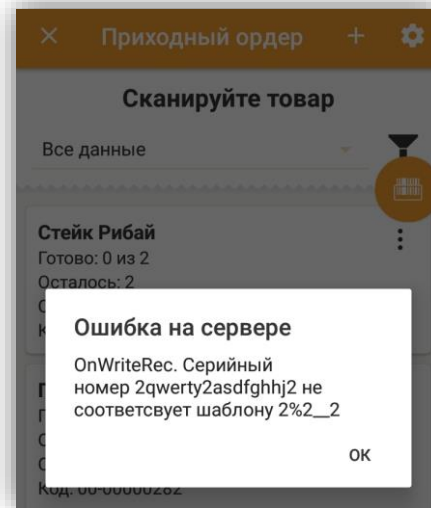 Приходный ордер
Сканируйте товар
Все данные
Стейк Рибай
Готово: 0 из 2
Осталось: 2
Ошибка на сервере
OnWriteRec. Серийный
номер 2qwerty2asdfghhj2 не
соответсвует шаблону 2%2__2
ОК
Код: 00-00000282